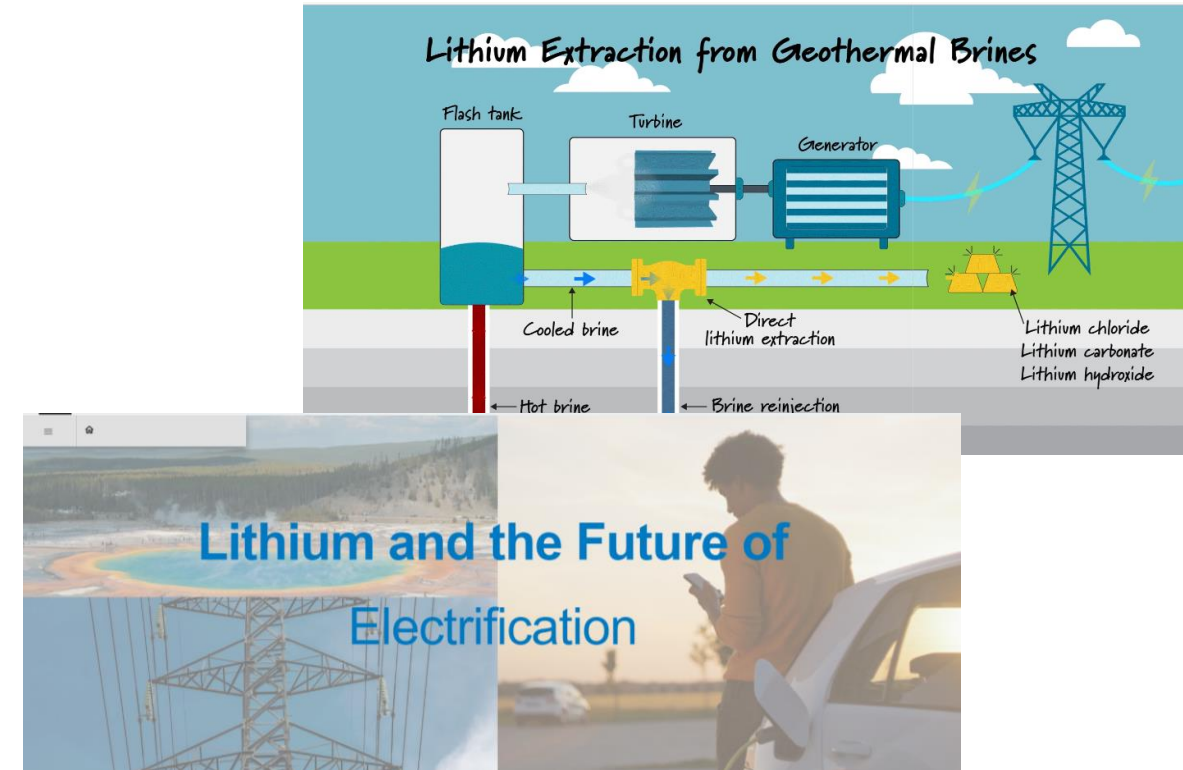 Lithium Extraction from Geothermal Brines
Flash tank
Turbine
Generator
Cooled brine
Direct
lithium extraction
Lithium chloride
Lithium carbonate
Lithium hydroxide
Hot brine
Brine reinjection
Lithium and the Future of
Electrification